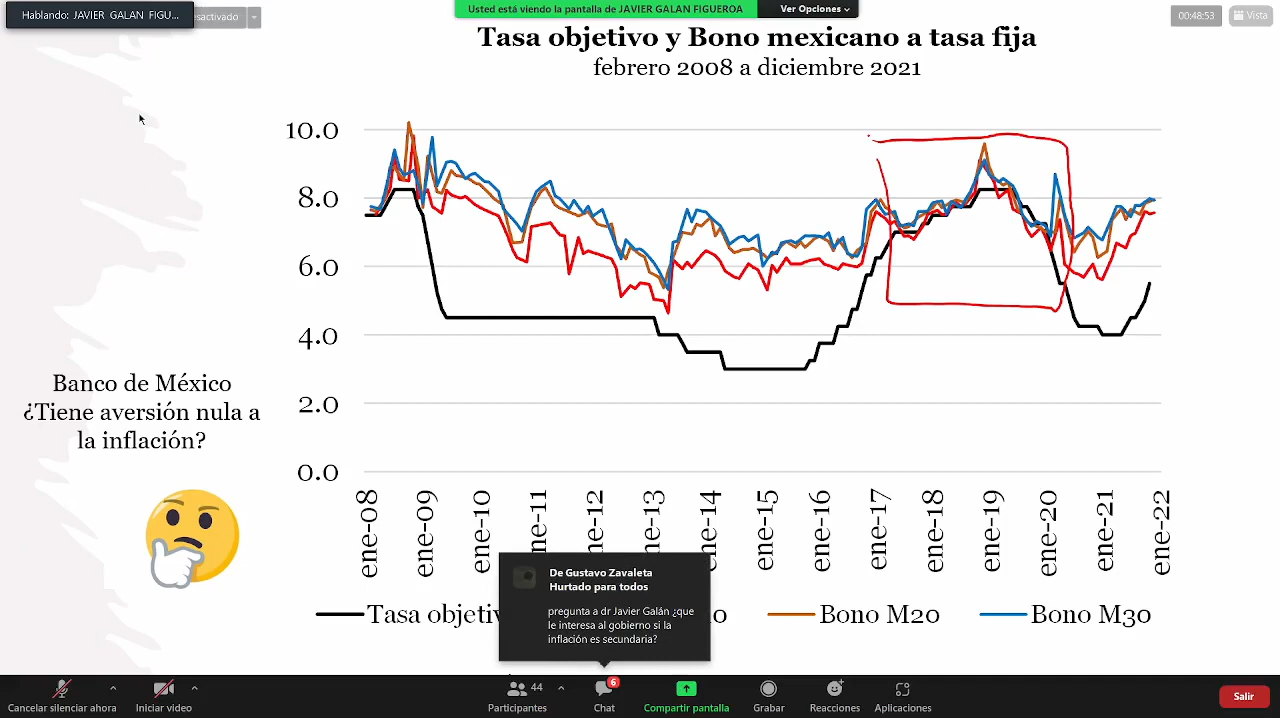 Hablando: JAVIER GALAN FIGU...
sactivado
Usted está viendo la pantalla de JAVIER GALAN FIGUEROA
Ver Opciones
00:48:53
Vista
Tasa objetivo y Bono mexicano a tasa fija
febrero 2008 a diciembre 2021
10.0
8.0
6.0
4.0
2.0
0.0
Banco de México
¿Tiene aversión nula a
la inflación?
ene-08
ene-09
ene-10
ene-11
ene-12
ene-13
ene-14
ene-15
ene-16
ene-17
ene-18
ene-19
ene-20
ene-21
ene-22
Tasa objetiv
0
Bono M20
Bono M30
De Gustavo Zavaleta
Hurtado para todos
pregunta a dr Javier Galán ¿que
le interesa al gobierno si la
inflación es secundaria?
Cancelar silenciar ahora
Iniciar video
44
Participantes
6
Chat
Compartir pantalla
Grabar
Reacciones
Aplicaciones
Salir